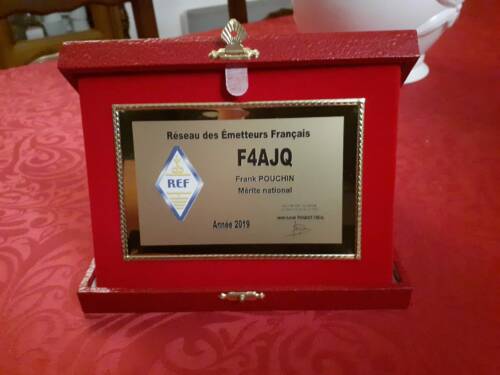 Réseau des Émetteurs Français
F4AJQ
Frank POUCHIN
Mérite national
REF
Année 2019